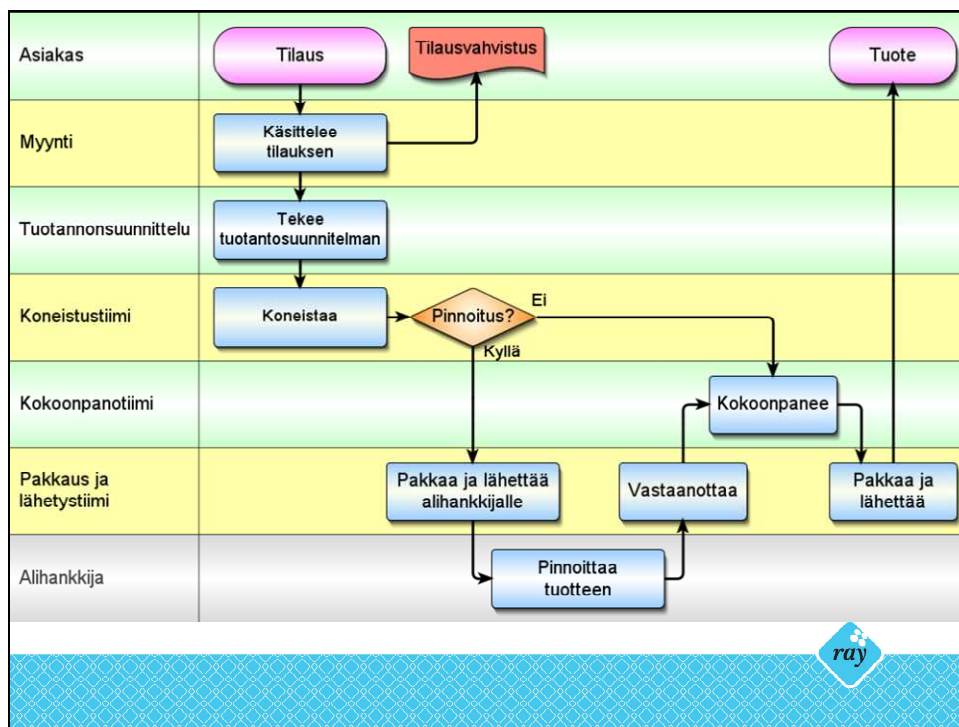 Asiakas
Tilaus
Tilausvahvistus
Tuote
Myynti
Käsittelee
tilauksen
Tuotannonsuunnittelu
Tekee
tuotantosuunnitelman
Koneistustiimi
Koneistaa
Pinnoitus?
Ei
Kyllä
Kokoonpanotiimi
Kokoonpanee
Pakkaus ja
lähetystiimi
Pakkaa ja lähettää
alihankkijalle
Vastaanottaa
Pakkaa ja
lähettää
Alihankkija
Pinnoittaa
tuotteen
ray